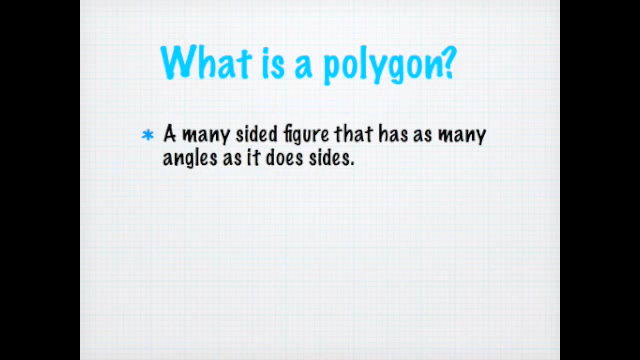 What is a polygon?
* A many sided figure that has as many
angles as it does sides.